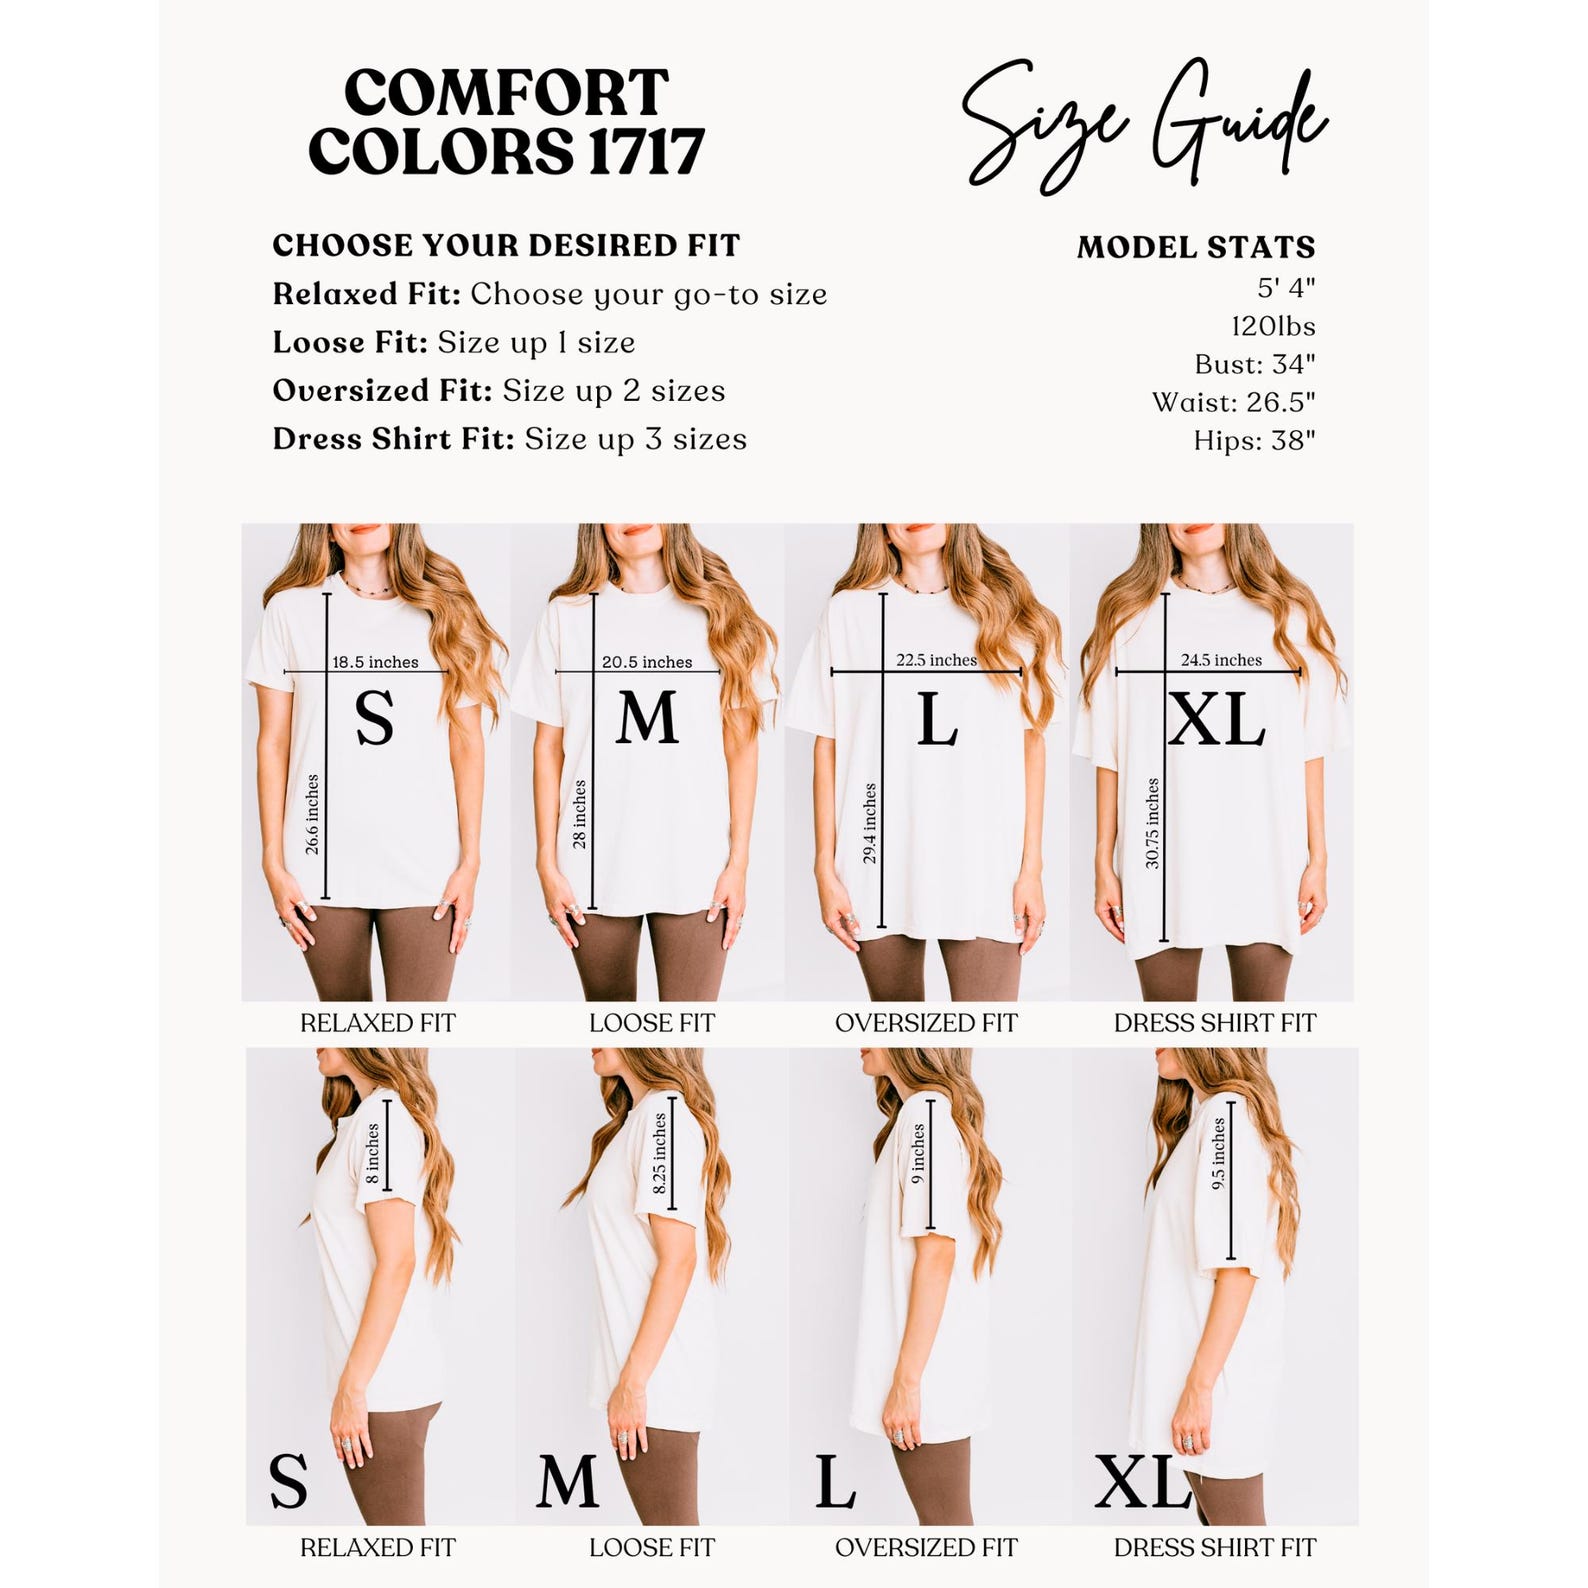 COMFORT
COLORS 1717
Size Guide
CHOOSE YOUR DESIRED FIT
Relaxed Fit: Choose your go-to size
Loose Fit: Size up 1 size
Oversized Fit: Size up 2 sizes
Dress Shirt Fit: Size up 3 sizes
MODEL STATS
5' 4"
120lbs
Bust: 34"
Waist: 26.5"
Hips: 38"
18.5 inches
S
26.6 inches
20.5 inches
M
28 inches
22.5 inches
L
29.4 inches
24.5 inches
XL
30.75 inches
RELAXED FIT
LOOSE FIT
OVERSIZED FIT
DRESS SHIRT FIT
8 inches
S
8.25 inches
M
9 inches
L
9.5 inches
XL
RELAXED FIT
LOOSE FIT
OVERSIZED FIT
DRESS SHIRT FIT